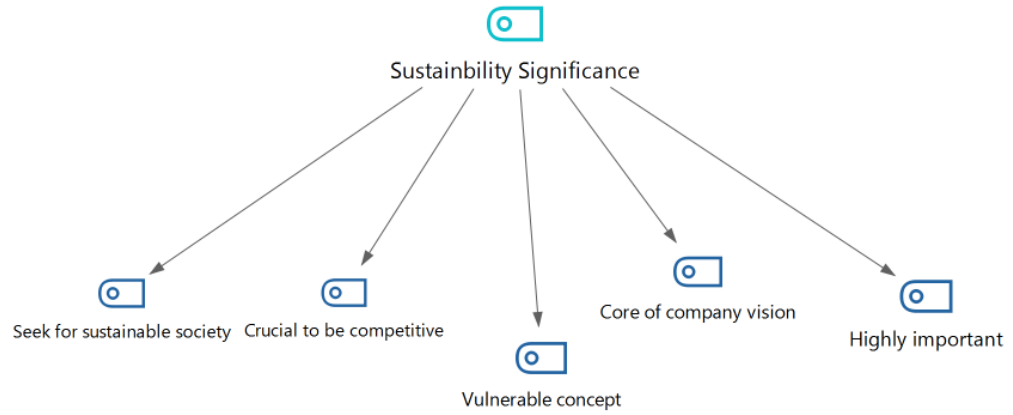 Sustainbility Significance
Seek for sustainable society
Crucial to be competitive
Vulnerable concept
Core of company vision
Highly important